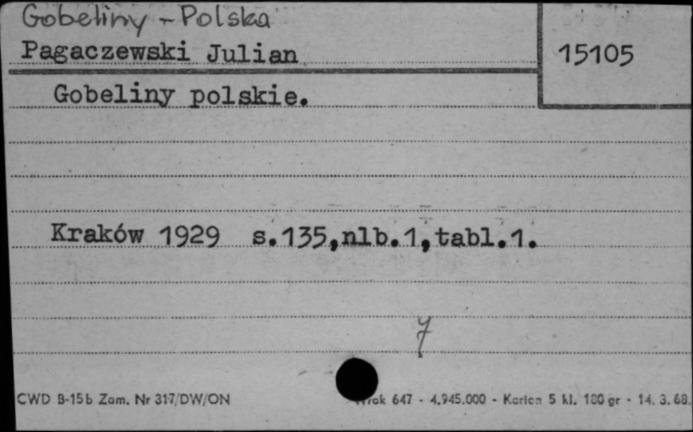 Gobeliny - Polska
Pagaczewski Julian
15105
Gobeliny polskie.
Kraków 1929 s.135,nlb.1,tabl.1.
7
CWD B-15b Zam. Nr 317/DW/ON
647 - 4.945.000 - Karton 5 kl. 180 gr - 14. 3. 68.